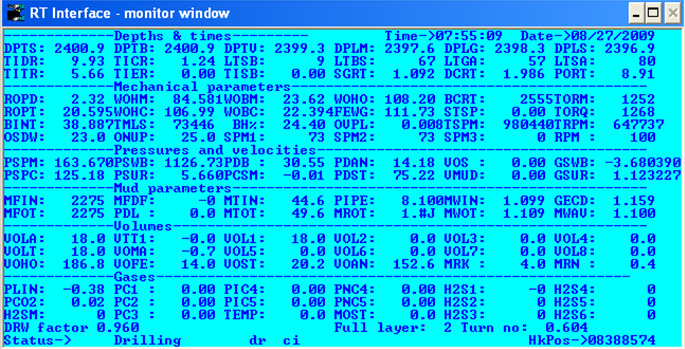 RT Interface - monitor window
--------------Depths & times---------- Time->07:55:09 Date->08/27/2009
DPTS: 2400.9 DPTB: 2400.9 DPTU: 2399.3 DPLM: 2397.6 DPLG: 2398.3 DPLS: 2396.9
TIDR: 9.93 TICR: 1.24 LTSB: 9 LTBS: 67 LTGA: 57 LTSA: 80
TITR: 5.66 TIER: 0.00 TISB: 0.00 SGRT: 1.092 DCRT: 1.986 PORT: 8.91
--------------Mechanical parameters--------------
ROPD: 2.32 WOHM: 84.581WOBM: 23.62 WOHO: 108.20 BCRT: 2555TORM: 1252
ROPT: 20.595WOHC: 106.99 WOBC: 22.394FEWG: 111.73 STSP: 0.00 TORQ: 1268
BINT: 38.887TMLS: 73446 BH%: 24.40 OVPL: 0.008TSPM: 980440TRPM: 647737
OSDW: 23.0 ONUP: 25.0 SPM1: 73 SPM2: 73 SPM3: 0 RPM : 100
--------------Pressures and velocities--------------
PSPM: 163.670PSWB: 1126.73PDB : 30.55 PDAN: 14.18 VOS : 0.00 GSWB: -3.680390
PSPC: 125.18 PSUR: 5.660PCSM: -0.01 PDST: 75.22 VMUD: 0.00 GSUR: 1.123227
--------------Mud parameters--------------
MFIN: 2275 MFDF: -0 MTIN: 44.6 PIPE: 8.100MWIN: 1.099 GECD: 1.159
MFOT: 2275 PDL : 0.0 MTOT: 49.6 MROT: 1.#J MWOT: 1.109 MWAV: 1.100
--------------Volumes--------------
VOLA: 18.0 VTT1: -0.0 VOL1: 18.0 VOL2: 0.0 VOL3: 0.0 VOL4: 0.0
VOLT: 18.0 VOMA: -0.7 VOL5: 0.0 VOL6: 0.0 VOL7: 0.0 VOL8: 0.0
VOHO: 186.8 VOFE: 14.0 VOST: 20.2 VOAN: 152.6 MRK : 4.0 MRN : 0.4
--------------Gases--------------
PLIN: -0.38 PC1 : 0.00 PIC4: 0.00 PNC4: 0.00 H2S1: -0 H2S4: 0
PCO2: 0.02 PC2 : 0.00 PIC5: 0.00 PNC5: 0.00 H2S2: 0 H2S5: 0
H2SM: 0 PC3 : 0.00 TEMP: 0.0 MOST: 0.0 H2S3: 0 H2S6: 0
DRW factor 0.960 Full layer: 2 Turn no: 0.604
Status-> Drilling dr ci HkPos->08388574